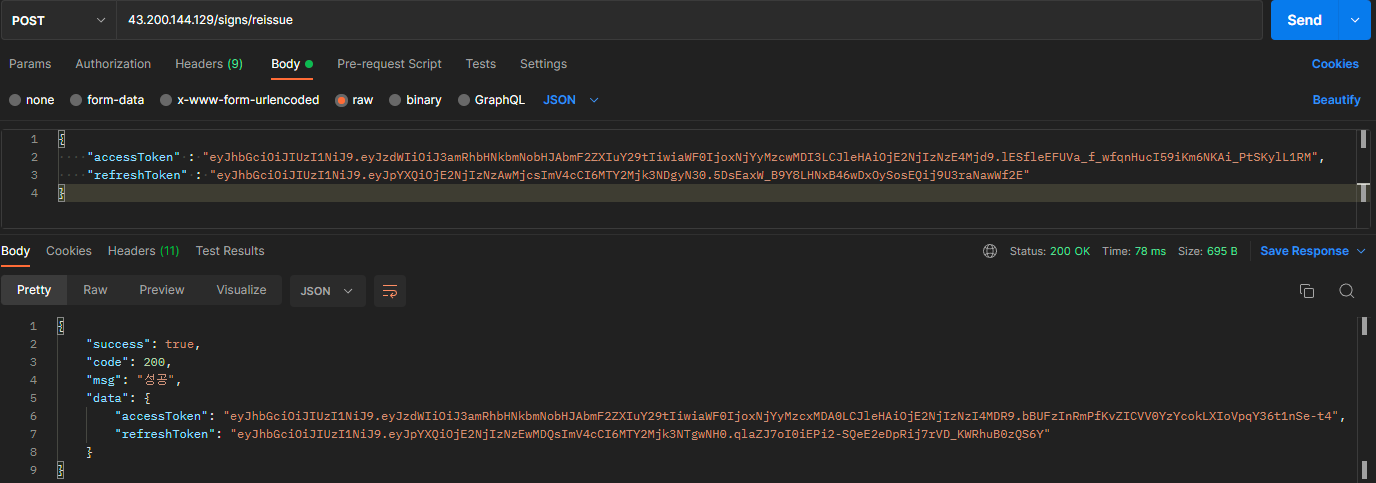 POST 43.200.144.129/signs/reissue Send
Params Authorization Headers (9) Body Pre-request Script Tests Settings Cookies
none form-data x-www-form-urlencoded raw binary GraphQL JSON Beautify
1 {
2 "accessToken" : "eyJhbGciOiJIUzI1NiJ9.eyJzdWIiOiJ3amRhbHNkbmNobHJAbmF2ZXIuY29tIiwiaWF0IjoxNjYyMzcwMDI3LCJleHAiOjE2NjIzNzE4Mjd9.lESfleEFUVa_f_wfqnHucI59iKm6NKAi_PtSKylL1RM",
3 "refreshToken" : "eyJhbGciOiJIUzI1NiJ9.eyJpYXQiOjE2NjIzNzAwMjcsImV4cCI6MTY2Mjk3NDgyN30.5DsEaxW_B9Y8LHNxB46wDxOySosEQij9U3raNawWf2E"
4 }
Body Cookies Headers (11) Test Results Status: 200 OK Time: 78 ms Size: 695 B Save Response
Pretty Raw Preview Visualize JSON
1 {
2 "success": true,
3 "code": 200,
4 "msg": "성공",
5 "data": {
6 "accessToken": "eyJhbGciOiJIUzI1NiJ9.eyJzdWIiOiJ3amRhbHNkbmNobHJAbmF2ZXIuY29tIiwiaWF0IjoxNjYyMzcxMDA0LCJleHAiOjE2NjIzNzI4MDR9.bBUFzInRmPfKvZICVV0YzYcokLXIoVpqY36t1nSe-t4",
7 "refreshToken": "eyJhbGciOiJIUzI1NiJ9.eyJpYXQiOjE2NjIzNzEwMDQsImV4cCI6MTY2Mjk3NTgwNH0.qlaZJ7oI0iEPi2-SQeE2eDpRij7rVD_KWRhuB0zQS6Y"
8 }
9 }